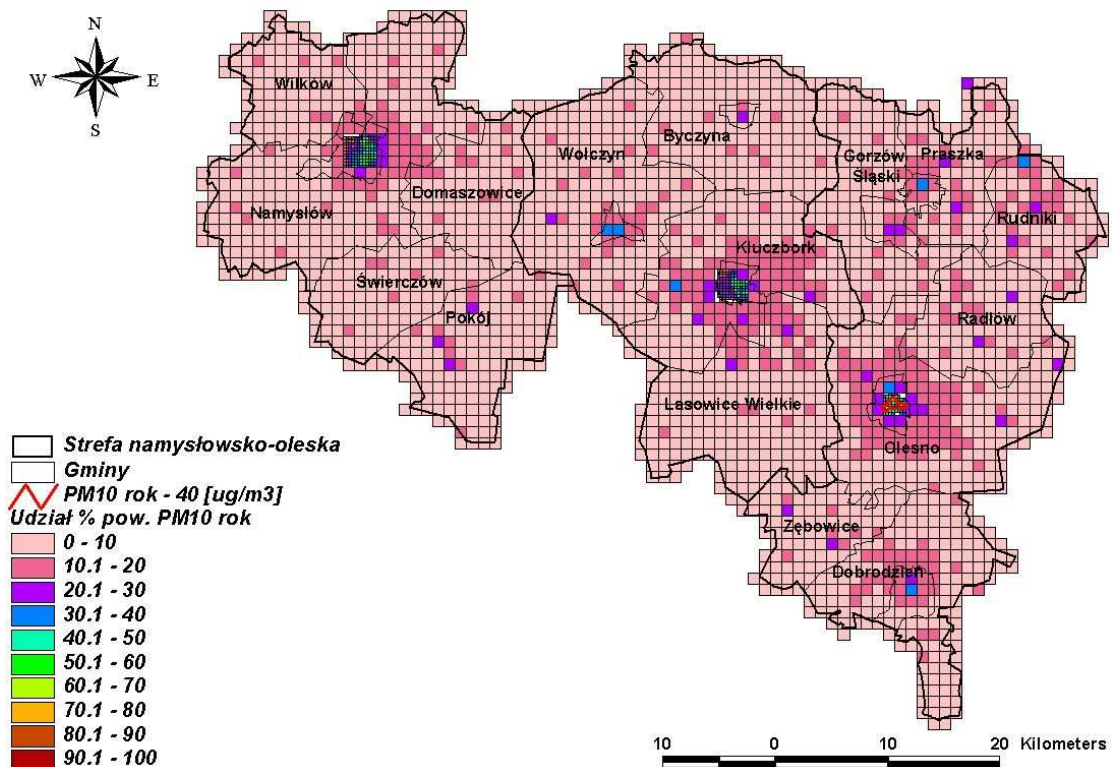 N
W E
S
Wilków
Byczyna
Wołczyn
Gorzów Śląski
Praszka
Domaszowice
Namysłów
Rudniki
Kluczbork
Świerczów
Pokój
Radłów
Lasowice Wielkie
Olesno
Zębowice
Dobrodzień
Strefa namysłowsko-oleska
Gminy
PM10 rok - 40 [ug/m3]
Udział % pow. PM10 rok
0 - 10
10.1 - 20
20.1 - 30
30.1 - 40
40.1 - 50
50.1 - 60
60.1 - 70
70.1 - 80
80.1 - 90
90.1 - 100
10 0 10 20 Kilometers